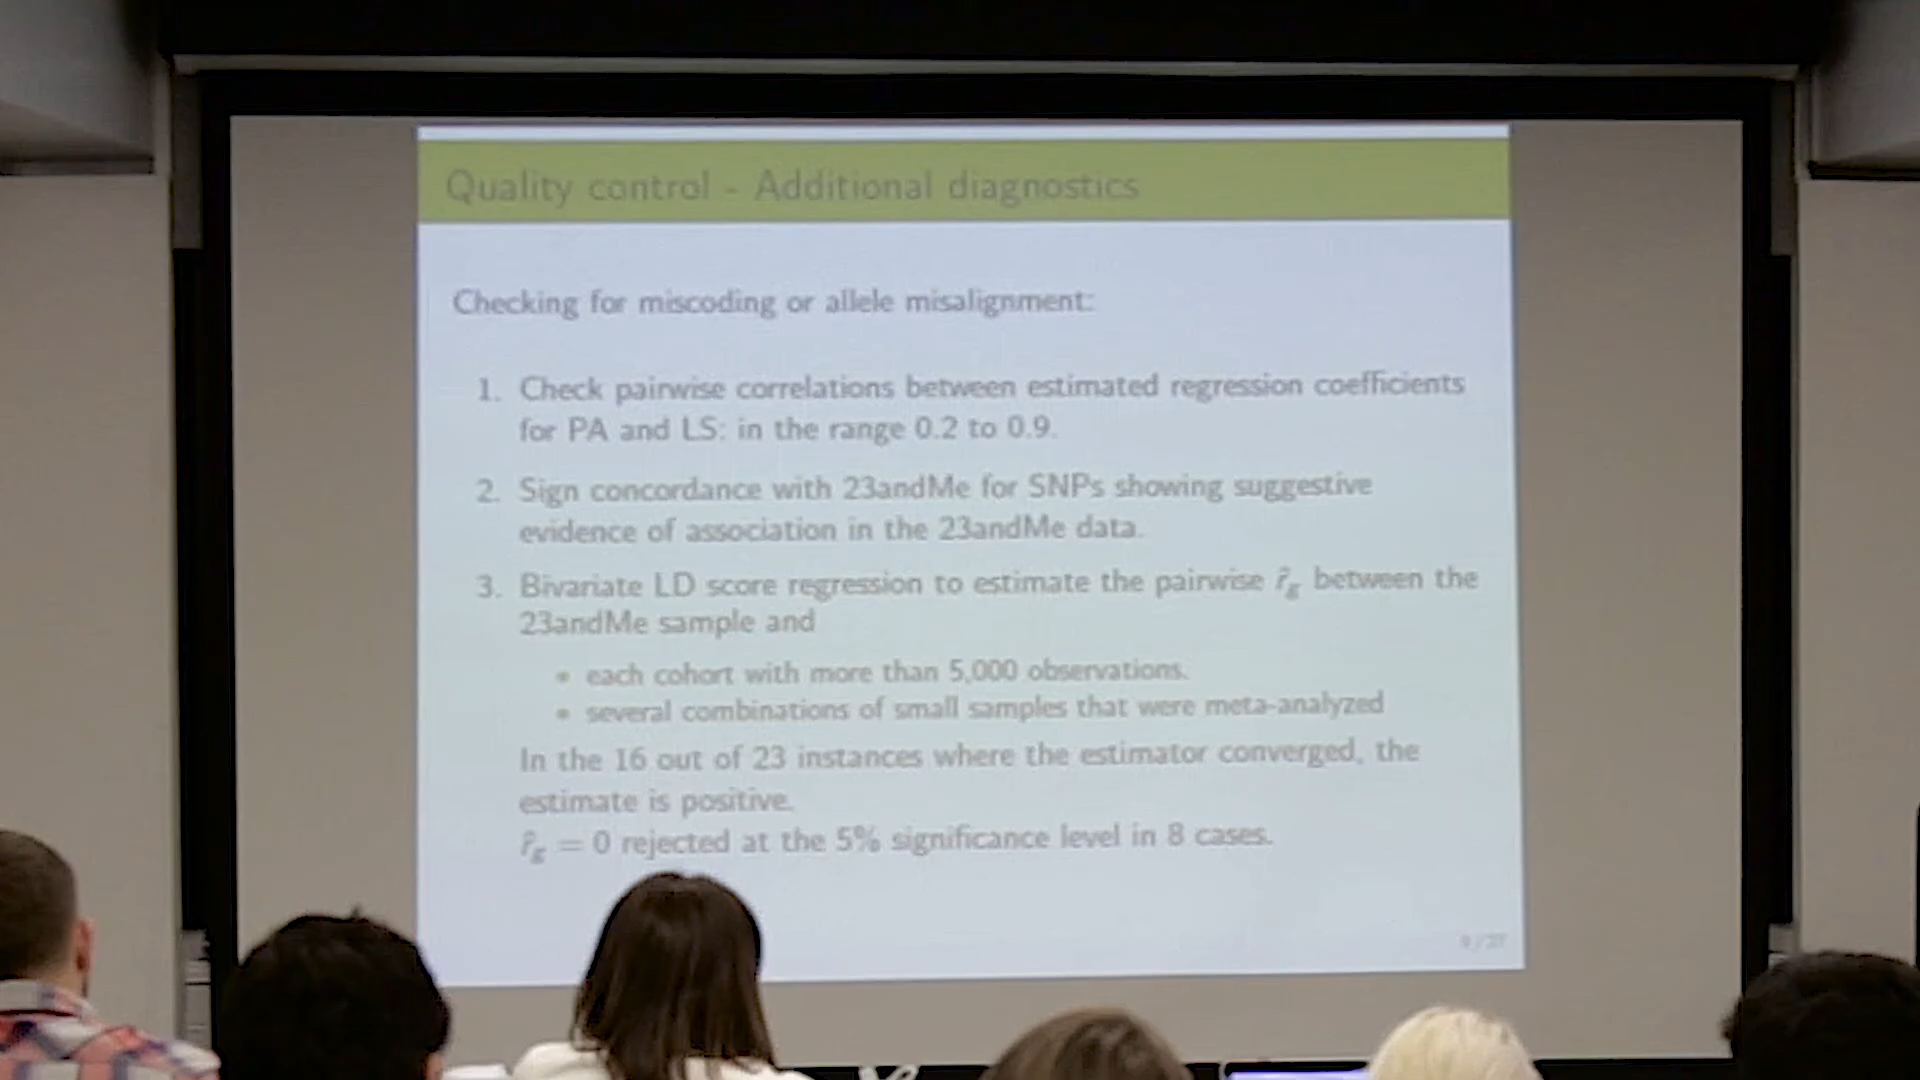 Quality control - Additional diagnostics
Checking for miscoding or allele misalignment:
1. Check pairwise correlations between estimated regression coefficients
for PA and LS: in the range 0.2 to 0.9.
2. Sign concordance with 23andMe for SNPs showing suggestive
evidence of association in the 23andMe data.
3. Bivariate LD score regression to estimate the pairwise r̂g between the
23andMe sample and
• each cohort with more than 5,000 observations.
• several combinations of small samples that were meta-analyzed
In the 16 out of 23 instances where the estimator converged, the
estimate is positive.
r̂g = 0 rejected at the 5% significance level in 8 cases.